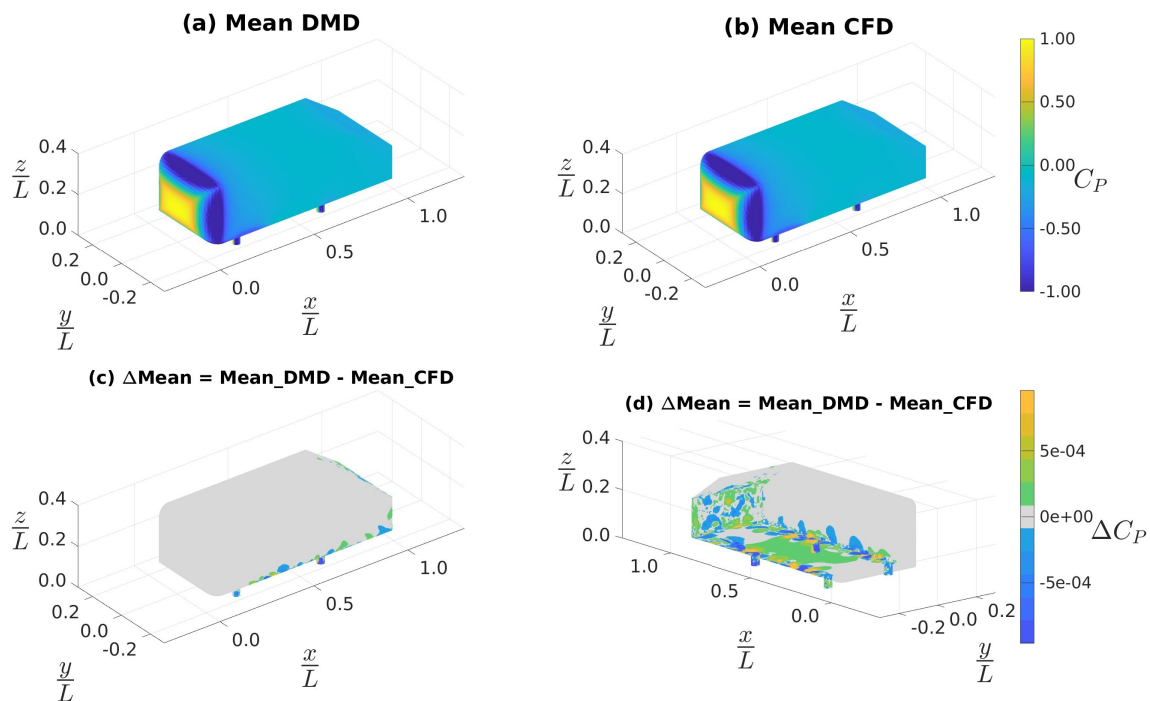 (a) Mean DMD
(b) Mean CFD
z/L
0.4
0.2
0.0
0.2
0.0
-0.2
y/L
0.0
0.5
1.0
x/L
z/L
0.4
0.2
0.0
0.2
0.0
-0.2
y/L
0.0
0.5
1.0
x/L
1.00
0.50
0.00
-0.50
-1.00
C_P
(c) ΔMean = Mean_DMD - Mean_CFD
(d) ΔMean = Mean_DMD - Mean_CFD
z/L
0.4
0.2
0.0
0.2
0.0
-0.2
y/L
0.0
0.5
1.0
x/L
z/L
0.4
0.2
0.0
1.0
0.5
0.0
x/L
-0.2
0.0
0.2
y/L
5e-04
0e+00
-5e-04
ΔC_P